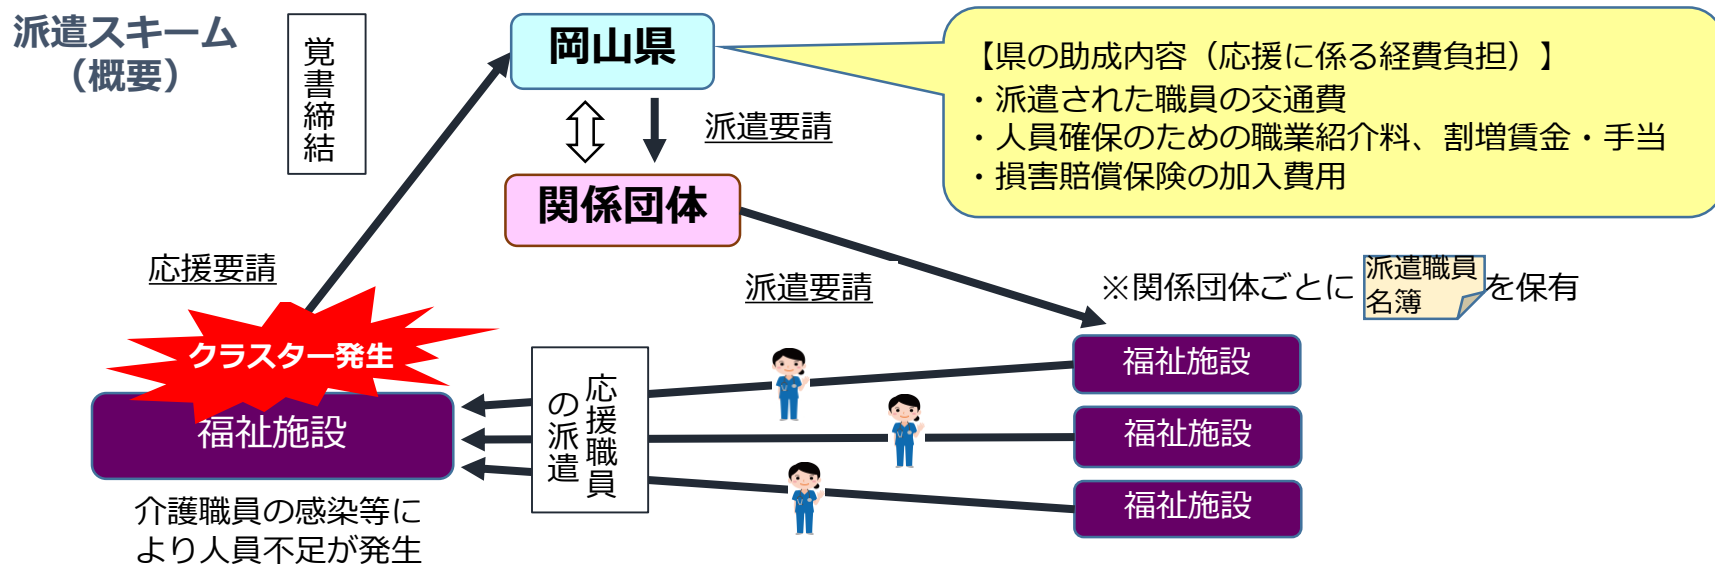 派遣スキーム
（概要）
覚書締結
岡山県
【県の助成内容（応援に係る経費負担）】
・派遣された職員の交通費
・人員確保のための職業紹介料、割増賃金・手当
・損害賠償保険の加入費用
派遣要請
関係団体
応援要請
派遣要請
※関係団体ごとに
派遣職員
名簿
を保有
クラスター発生
福祉施設
応援職員
の派遣
福祉施設
福祉施設
福祉施設
介護職員の感染等に
より人員不足が発生